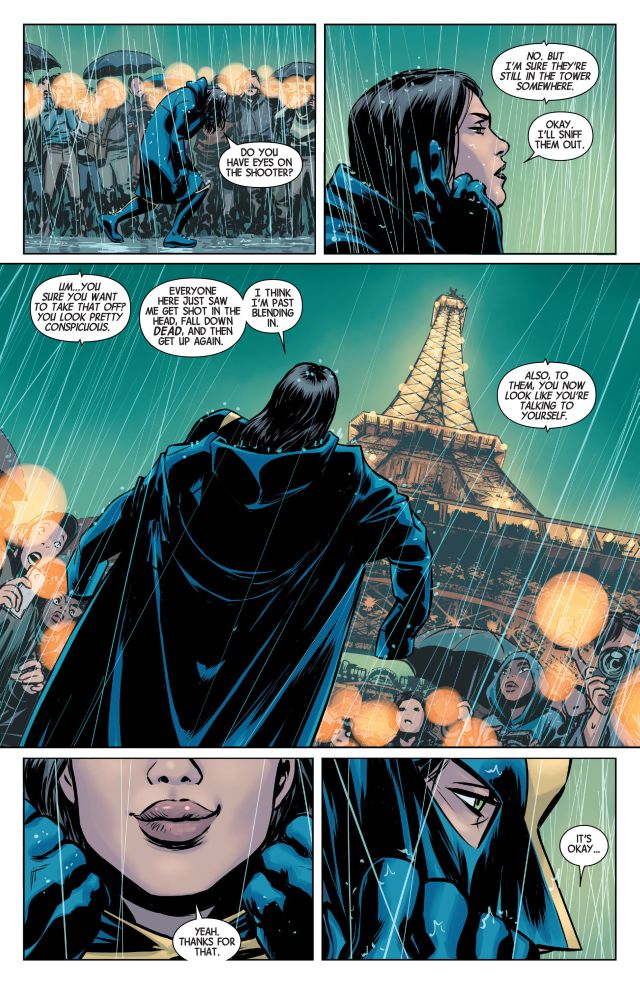 DO YOU
HAVE EYES ON
THE SHOOTER?
NO. BUT
I'M SURE THEY'RE
STILL IN THE TOWER
SOMEWHERE.
OKAY.
I'LL SNIFF
THEM OUT.
UM...YOU
SURE YOU WANT
TO TAKE THAT OFF?
YOU LOOK PRETTY
CONSPICUOUS.
EVERYONE
HERE JUST SAW
ME GET SHOT IN THE
HEAD, FALL DOWN
DEAD, AND THEN
GET UP AGAIN.
I THINK
I'M PAST
BLENDING
IN.
ALSO, TO
THEM, YOU NOW
LOOK LIKE YOU'RE
TALKING TO
YOURSELF.
YEAH.
THANKS FOR
THAT.
IT'S
OKAY...